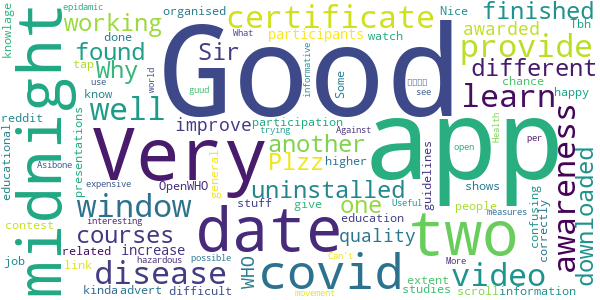 epidemic
organised
Nice
finished
knowlage
midnight
working
certificate
participants
watch
awarded
fbh
done
found
Sir
What
informative
Some
provide
tap
why
Good
app
different
know
world
see
chance
happy
use
guud
learn
reddit
presentations
well
improve
participation
trying
Against
per
educational
Very
another
Health
open
awareness
downloaded
Asibone
general
Plzz
higher
guidelines
OpenWHO
uninstalled
shows
expensive
window
stuff
give
one
Useful
people
measures
confusing
correctly
contest
interesting
date
education
two
courses
related
increase
quality
More
job
link
disease
hazardous
possible
WHO
covid
Can't
extent
video
kinda
advert
difficult
movement
studies
scroll
information